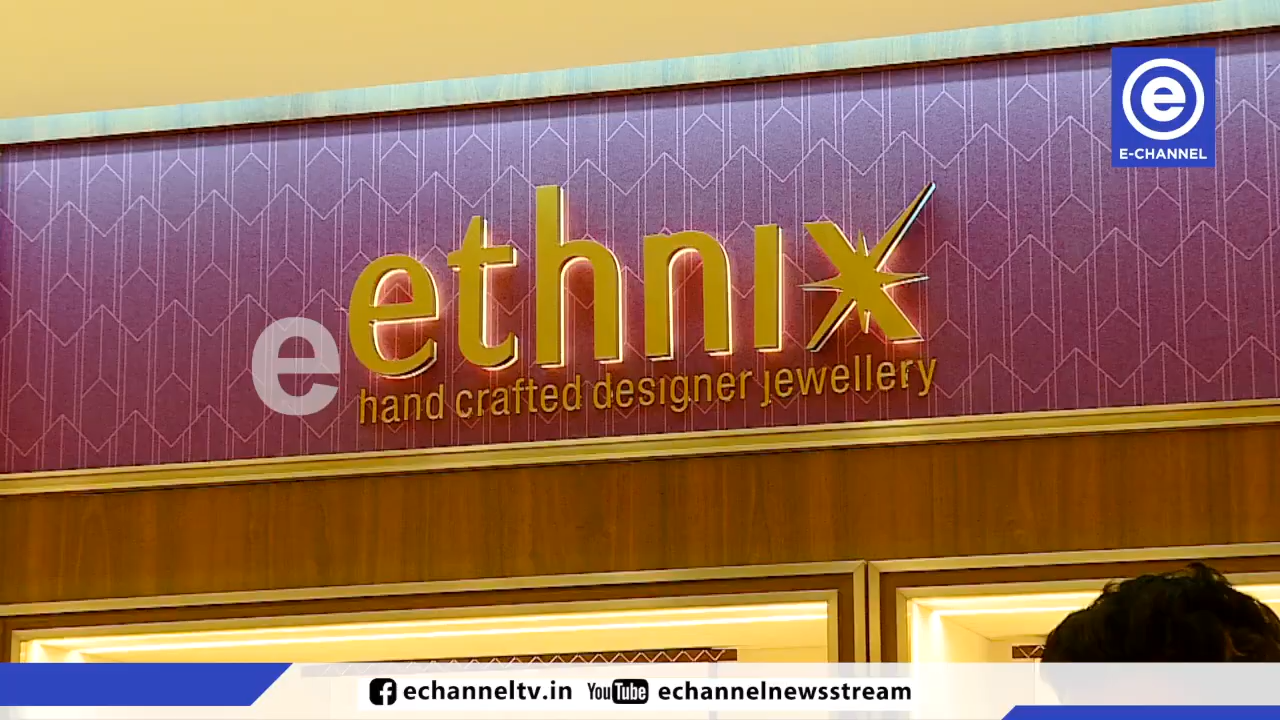 e
E-CHANNEL
ethnix
e
hand crafted designer jewellery
echanneltv.in YouTube echannelnewsstream